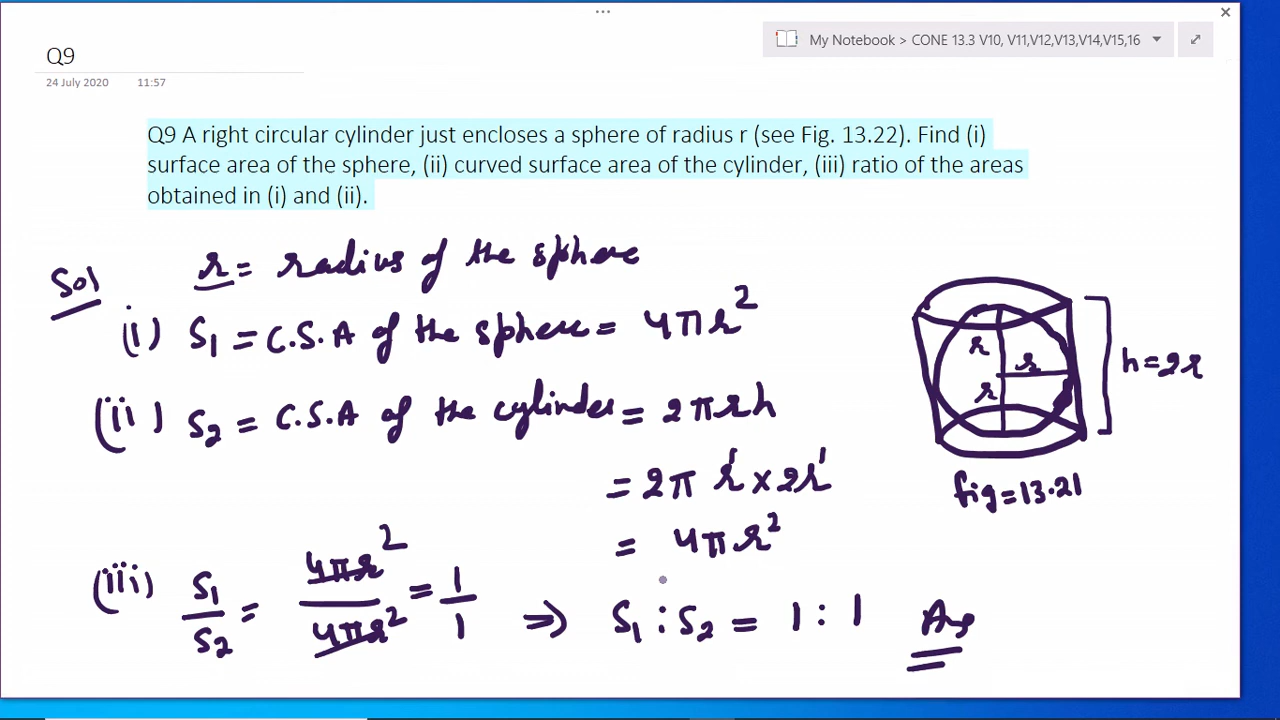 My Notebook > CONE 13.3 V10, V11,V12,V13,V14,V15,16
Q9
24 July 2020 11:57
Q9 A right circular cylinder just encloses a sphere of radius r (see Fig. 13.22). Find (i)
surface area of the sphere, (ii) curved surface area of the cylinder, (iii) ratio of the areas
obtained in (i) and (ii).
Sol r = radius of the sphere
(i) S₁ = C.S.A of the sphere = 4πr²
(ii) S₂ = C.S.A of the cylinder = 2πrh
= 2π r¹ × 2r¹
= 4πr²
(iii) S₁/S₂ = 4πr²/4πr² = 1/1 ⇒ S₁ : S₂ = 1 : 1 Ans
r
r
r
h = 2r
fig = 13.21